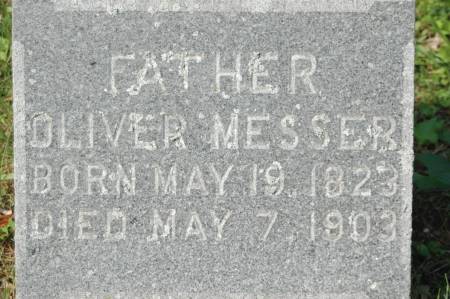 FATHER
OLIVER MESSER
BORN MAY 19, 1823
DIED MAY 7, 1903